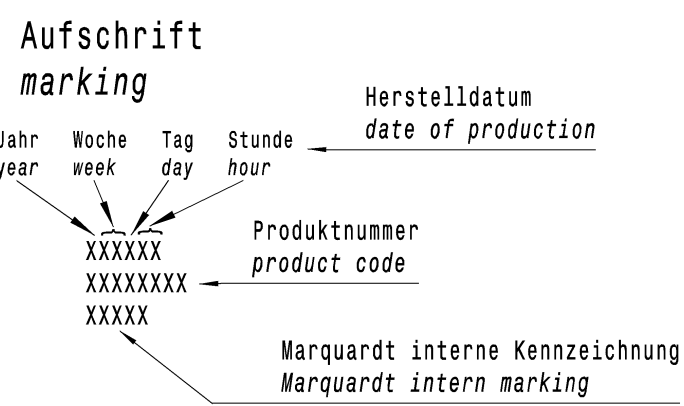 Aufschrift
marking
Herstelldatum
date of production
Jahr Woche Tag Stunde
year week day hour
XXXXXX
Produktnummer
product code
XXXXXXXX
XXXXX
Marquardt interne Kennzeichnung
Marquardt intern marking